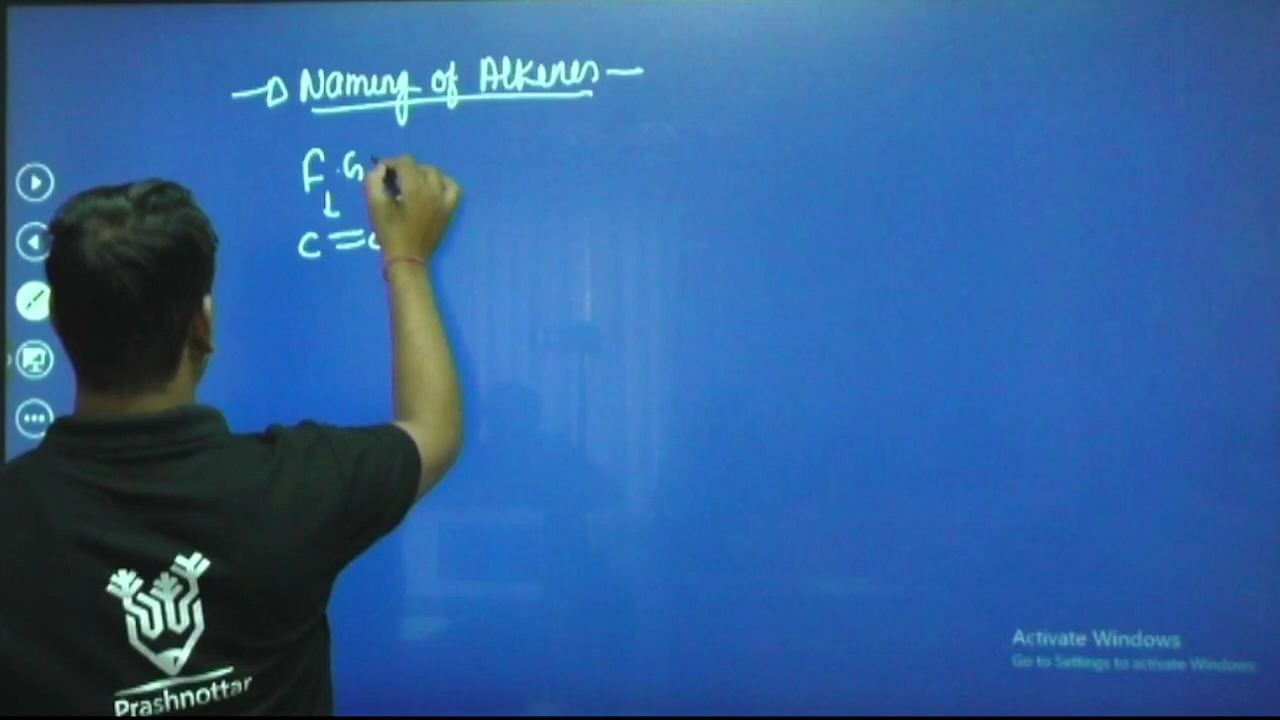 Naming of Alkenes
F.G
C=C
Activate Windows
Go to Settings to activate Windows.
Prashnottar